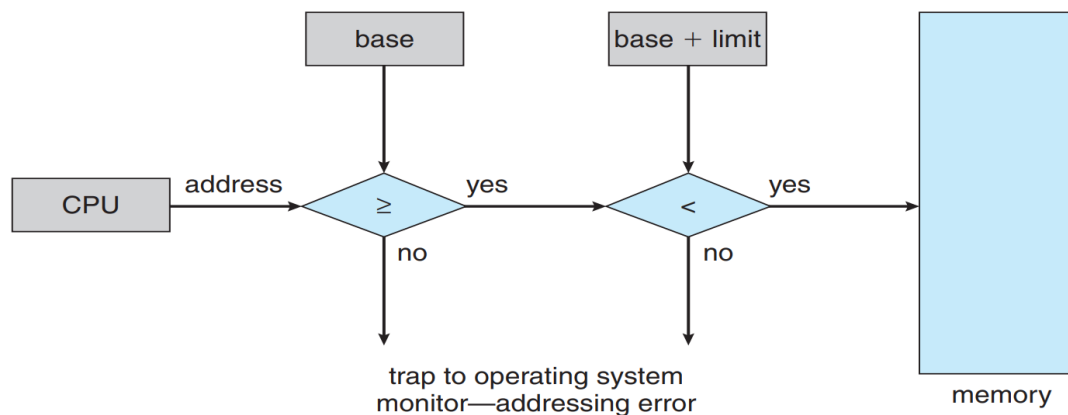 base
base + limit
CPU
address
≥
yes
<
yes
no
no
trap to operating system
monitor—addressing error
memory